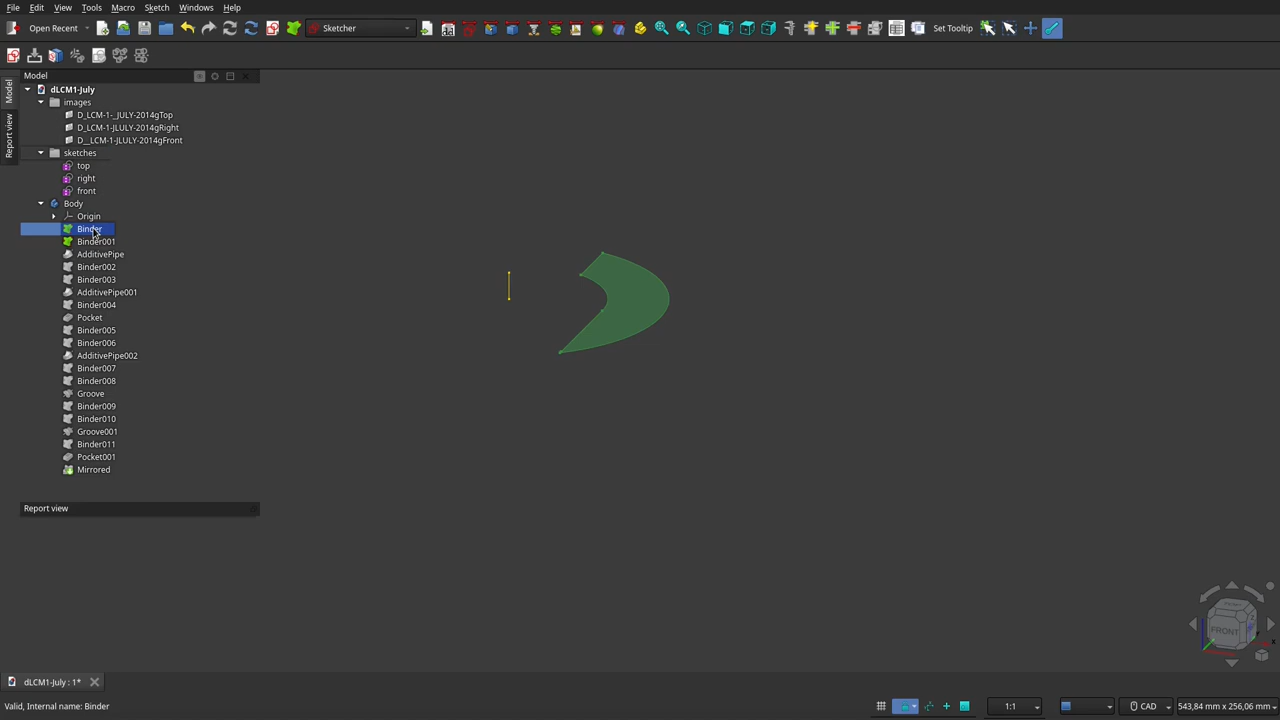 File Edit View Tools Macro Sketch Windows Help
Open Recent Sketcher Set Tooltip
Model
Model
Report view
dLCM1-July
images
D_LCM-1-_JULY-2014gTop
D_LCM-1-JLULY-2014gRight
D__LCM-1-JLULY-2014gFront
sketches
top
right
front
Body
Origin
Binder
Binder001
AdditivePipe
Binder002
Binder003
AdditivePipe001
Binder004
Pocket
Binder005
Binder006
AdditivePipe002
Binder007
Binder008
Groove
Binder009
Binder010
Groove001
Binder011
Pocket001
Mirrored
Report view
FRONT
dLCM1-July : 1*
Valid, Internal name: Binder 1:1 CAD 543,84 mm x 256,06 mm